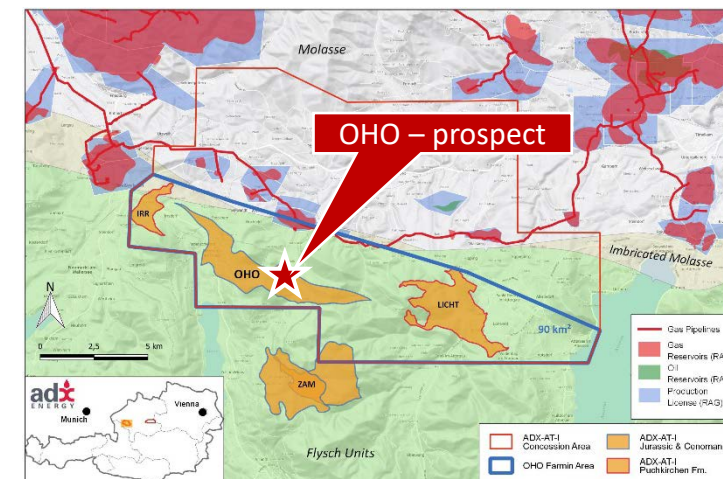 Molasse
OHO – prospect
IRR
OHO
LICHT
ZAM
Imbricated Molasse
90 km²
N
0 2,5 5 km
adx
ENERGY
Munich
Vienna
Flysch Units
Gas Pipelines
Gas
Reservoirs (RA
Oil
Reservoirs (RA
Production
License (RAG)
ADX-AT-I
Concession Area
OHO Farmin Area
ADX-AT-I
Jurassic & Cenoman
ADX-AT-I
Puchkirchen Fm.